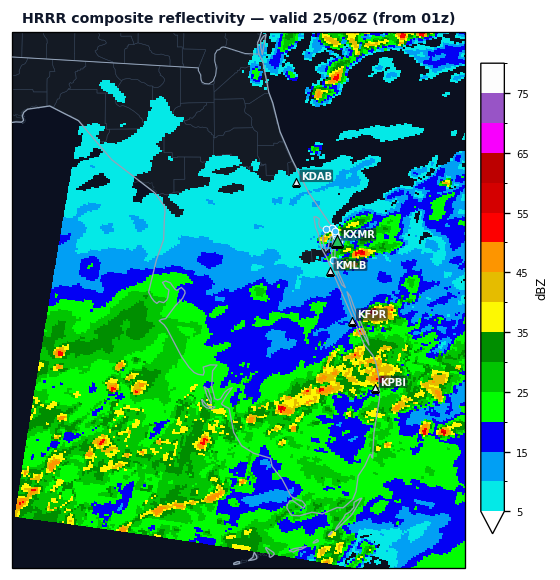 HRRR composite reflectivity — valid 25/06Z (from 01z)
75
65
KDAB
55
KXMR
45
KMLB
dBZ
KFPR
35
KPBI
25
15
5